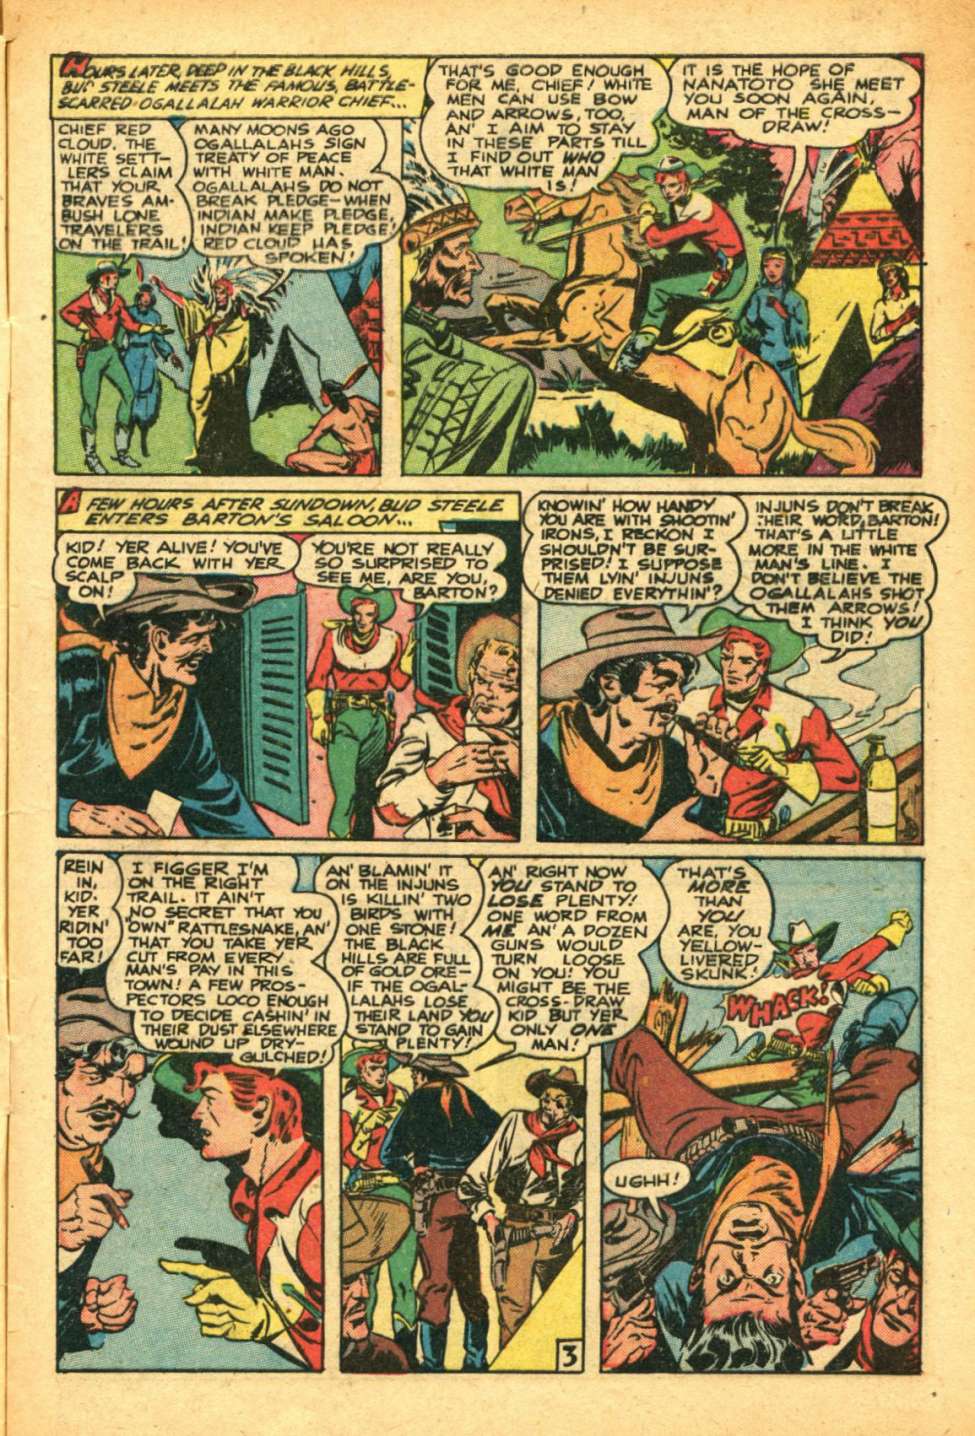 HOURS LATER, DEEP IN THE BLACK HILLS,
BUD STEELE MEETS THE FAMOUS, BATTLE-
SCARRED OGALLALAH WARRIOR CHIEF...
CHIEF RED
CLOUD. THE
WHITE SETT-
LERS CLAIM
THAT YOUR
BRAVES AM-
BUSH LONE
TRAVELERS
ON THE TRAIL!
MANY MOONS AGO
OGALLALAHS SIGN
TREATY OF PEACE
WITH WHITE MAN.
OGALLALAHS DO NOT
BREAK PLEDGE-WHEN
INDIAN MAKE PLEDGE,
INDIAN KEEP PLEDGE!
RED CLOUD HAS
SPOKEN!
THAT'S GOOD ENOUGH
FOR ME, CHIEF! WHITE
MEN CAN USE BOW
AND ARROWS, TOO,
AN' I AIM TO STAY
IN THESE PARTS TILL
I FIND OUT WHO
THAT WHITE MAN
IS!
IT IS THE HOPE OF
NANATOTO SHE MEET
YOU SOON AGAIN,
MAN OF THE CROSS-
DRAW!
A FEW HOURS AFTER SUNDOWN, BUD STEELE
ENTERS BARTON'S SALOON...
KID! YER ALIVE! YOU'VE
COME BACK WITH YER
SCALP
ON!
YOU'RE NOT REALLY
SO SURPRISED TO
SEE ME, ARE YOU,
BARTON?
KNOWIN' HOW HANDY
YOU ARE WITH SHOOTIN'
IRONS, I RECKON I
SHOULDN'T BE SUR-
PRISED! I SUPPOSE
THEM LYIN' INJUNS
DENIED EVERYTHIN'?
INJUNS DON'T BREAK
THEIR WORD, BARTON!
THAT'S A LITTLE
MORE IN THE WHITE
MAN'S LINE. I
DON'T BELIEVE THE
OGALLALAHS SHOT
THEM ARROWS!
I THINK YOU
DID!
REIN
IN,
KID.
YER
RIDIN'
TOO
FAR!
I FIGGER I'M
ON THE RIGHT
TRAIL. IT AIN'T
NO SECRET THAT YOU
"OWN" RATTLESNAKE, AN'
THAT YOU TAKE YER
CUT FROM EVERY
MAN'S PAY IN THIS
TOWN! A FEW PROS-
PECTORS LOCO ENOUGH
TO DECIDE CASHIN' IN
THEIR DUST ELSEWHERE
WOUND UP DRY-
GULCHED!
AN' BLAMIN' IT
ON THE INJUNS
IS KILLIN' TWO
BIRDS WITH
ONE STONE!
THE BLACK
HILLS ARE FULL
OF GOLD ORE-
IF THE OGAL-
LALAHS LOSE
THEIR LAND YOU
STAND TO GAIN
PLENTY!
AN' RIGHT NOW
YOU STAND TO
LOSE PLENTY!
ONE WORD FROM
ME AN' A DOZEN
GUNS WOULD
TURN LOOSE
ON YOU! YOU
MIGHT BE THE
CROSS-DRAW
KID BUT YER
ONLY ONE
MAN!
3
THAT'S
MORE
THAN
YOU
ARE, YOU
YELLOW-
LIVERED
SKUNK!
WHACK!
UGHH!